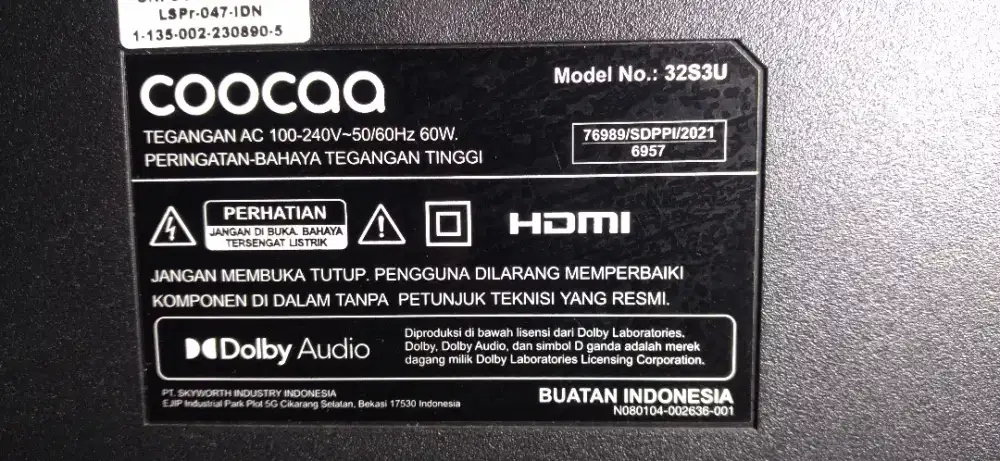 LSPr-047-IDN
1-135-002-230890-5
coocaa
Model No.: 32S3U
TEGANGAN AC 100-240V~50/60Hz 60W.
PERINGATAN-BAHAYA TEGANGAN TINGGI
76989/SDPPI/2021
6957
PERHATIAN
JANGAN DI BUKA. BAHAYA
TERSENGAT LISTRIK
HDMI
JANGAN MEMBUKA TUTUP. PENGGUNA DILARANG MEMPERBAIKI
KOMPONEN DI DALAM TANPA PETUNJUK TEKNISI YANG RESMI.
Dolby Audio
Diproduksi di bawah lisensi dari Dolby Laboratories.
Dolby, Dolby Audio, dan simbol D ganda adalah merek
dagang milik Dolby Laboratories Licensing Corporation.
PT. SKYWORTH INDUSTRY INDONESIA
EJIP Industrial Park Plot 5G Cikarang Selatan, Bekasi 17530 Indonesia
BUATAN INDONESIA
N080104-002636-001